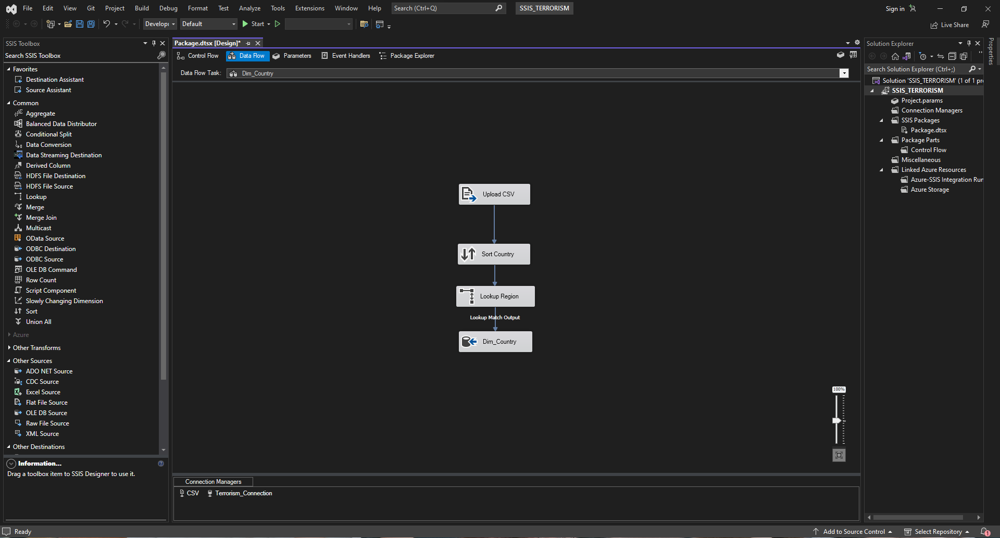 File Edit View Git Project Build Debug Format Test Analyze Tools Extensions Window Help Search (Ctrl+Q) SSIS_TERRORISM Sign in
Develop Default Start Live Share
SSIS Toolbox
Search SSIS Toolbox
Favorites
Destination Assistant
Source Assistant
Common
Aggregate
Balanced Data Distributor
Conditional Split
Data Conversion
Data Streaming Destination
Derived Column
HDFS File Destination
HDFS File Source
Lookup
Merge
Merge Join
Multicast
OData Source
ODBC Destination
ODBC Source
OLE DB Command
Row Count
Script Component
Slowly Changing Dimension
Sort
Union All
Azure
Other Transforms
Other Sources
ADO NET Source
CDC Source
Excel Source
Flat File Source
OLE DB Source
Raw File Source
XML Source
Other Destinations
Information...
Drag a toolbox item to SSIS Designer to use it.
Package.dtsx [Design]*
Control Flow Data Flow Parameters Event Handlers Package Explorer
Data Flow Task: Dim_Country
Upload CSV
Sort Country
Lookup Region
Lookup Match Output
Dim_Country
100%
Connection Managers
CSV Terrorism_Connection
Solution Explorer
Search Solution Explorer (Ctrl+;)
Solution 'SSIS_TERRORISM' (1 of 1 pr
SSIS_TERRORISM
Project.params
Connection Managers
SSIS Packages
Package.dtsx
Package Parts
Control Flow
Miscellaneous
Linked Azure Resources
Azure-SSIS Integration Run
Azure Storage
Properties
Ready Add to Source Control Select Repository 1